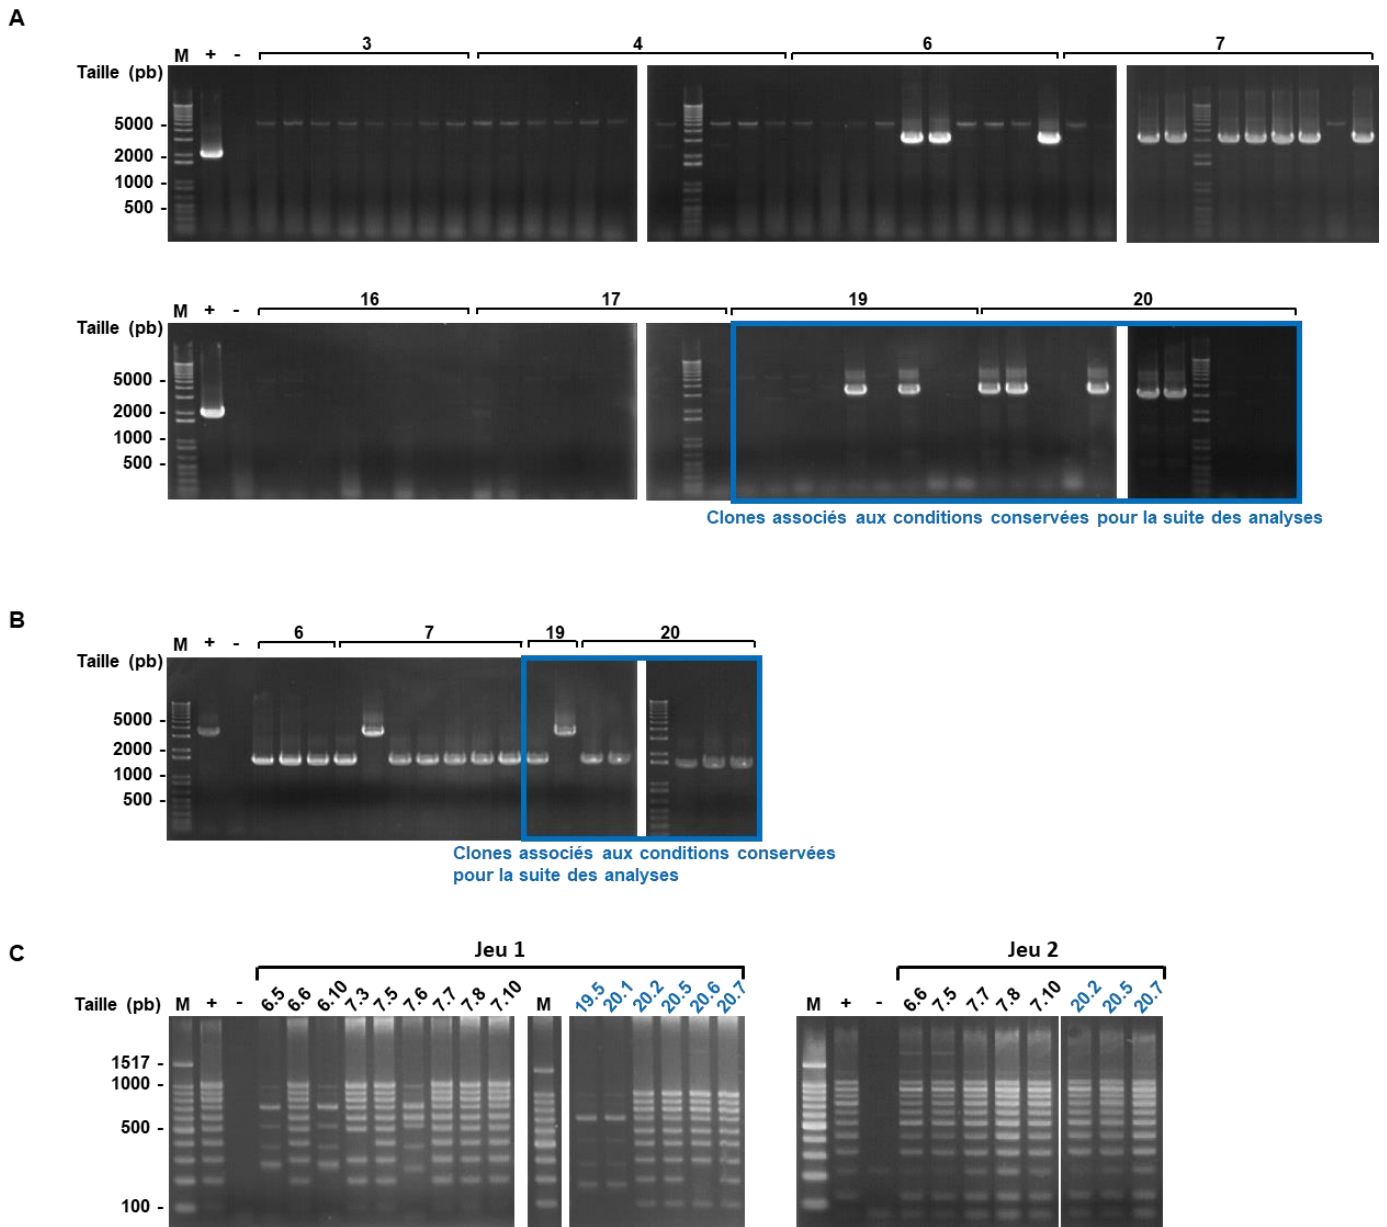 A
3 4 6 7
M + -
Taille (pb)
5000 -
2000 -
1000 -
500 -
16 17 19 20
M + -
Taille (pb)
5000 -
2000 -
1000 -
500 -
Clones associés aux conditions conservées pour la suite des analyses
B
6 7 19 20
M + -
Taille (pb)
5000 -
2000 -
1000 -
500 -
Clones associés aux conditions conservées
pour la suite des analyses
C
Jeu 1 Jeu 2
Taille (pb) M + - 6.5 6.6 6.10 7.3 7.5 7.6 7.7 7.8 7.10 M 19.5 20.1 20.2 20.5 20.6 20.7 M + - 6.6 7.5 7.7 7.8 7.10 20.2 20.5 20.7
1517 -
1000 -
500 -
100 -